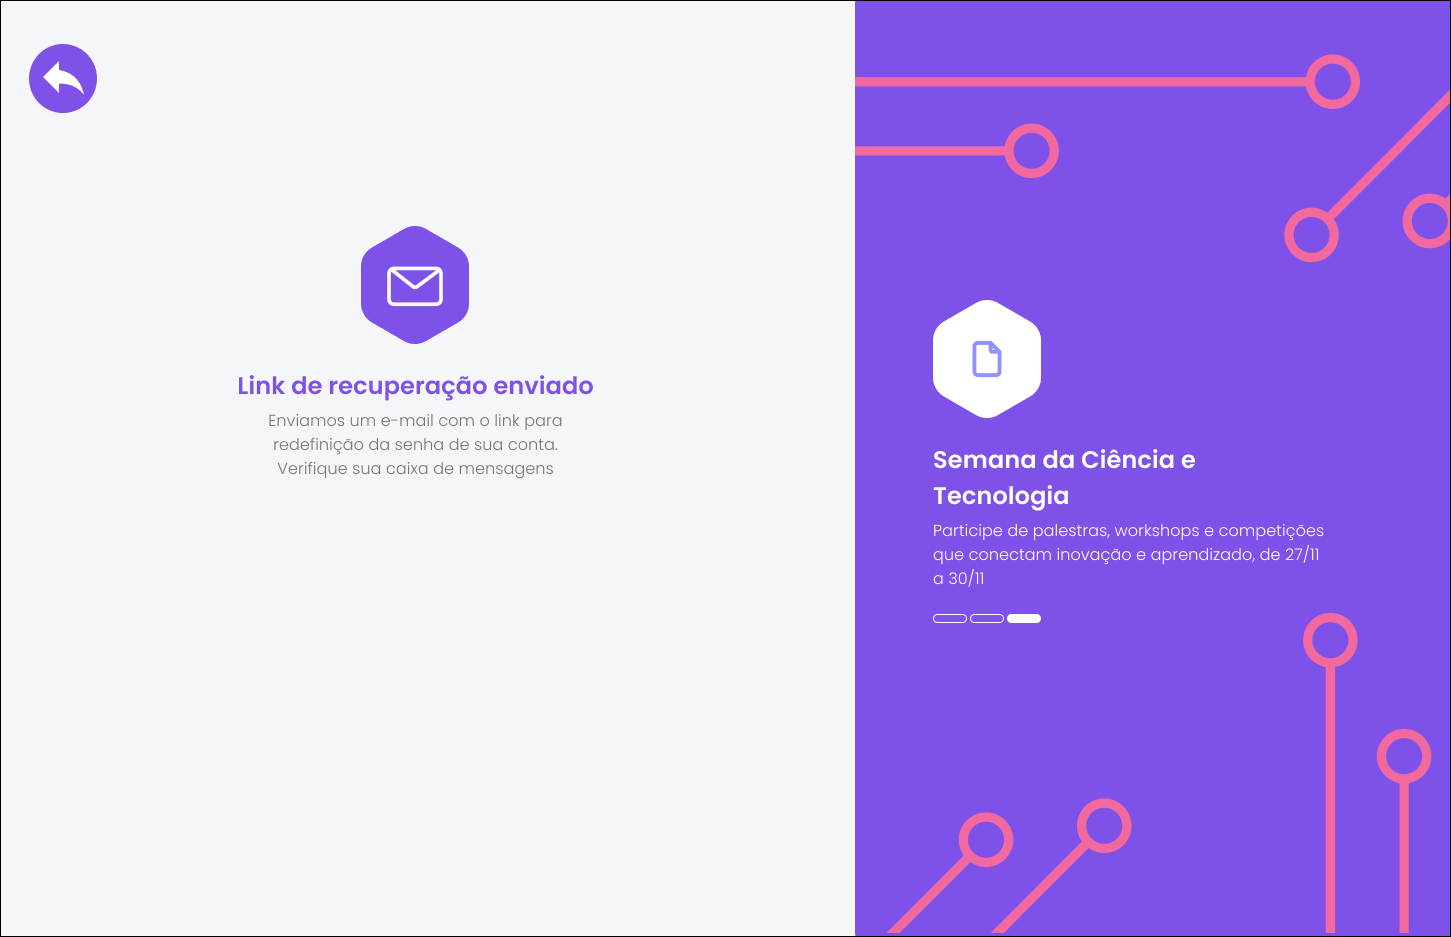 Link de recuperação enviado
Enviamos um e-mail com o link para
redefinição da senha de sua conta.
Verifique sua caixa de mensagens
Semana da Ciência e
Tecnologia
Participe de palestras, workshops e competições
que conectam inovação e aprendizado, de 27/11
a 30/11